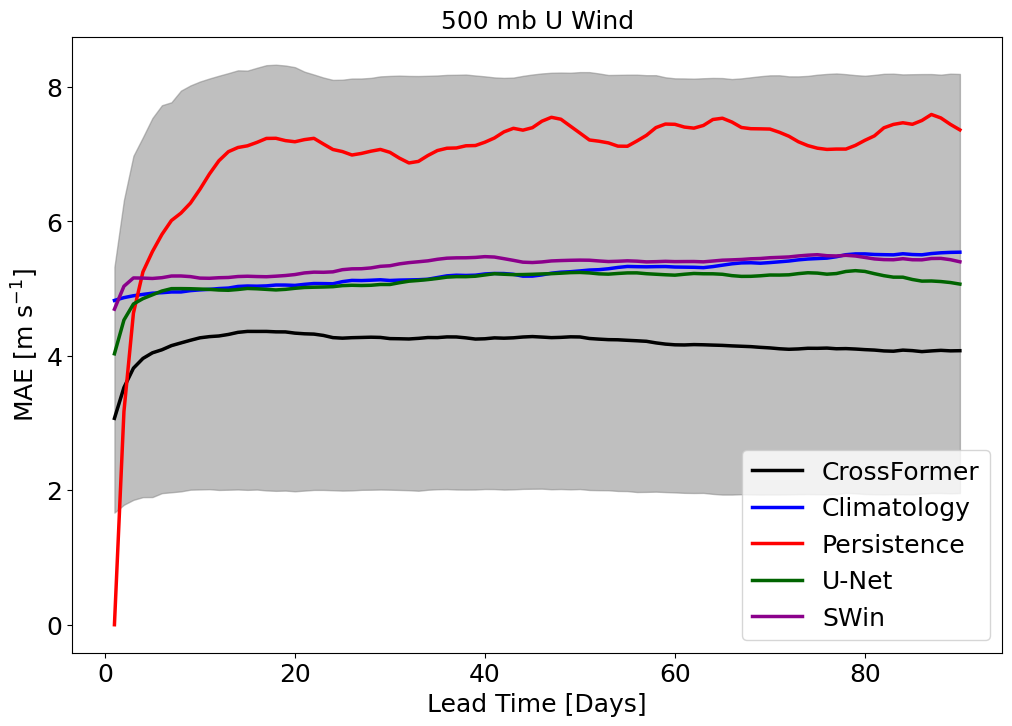 500 mb U Wind
MAE [m s⁻¹]
8
6
4
2
0
0 20 40 60 80
Lead Time [Days]
CrossFormer
Climatology
Persistence
U-Net
SWin